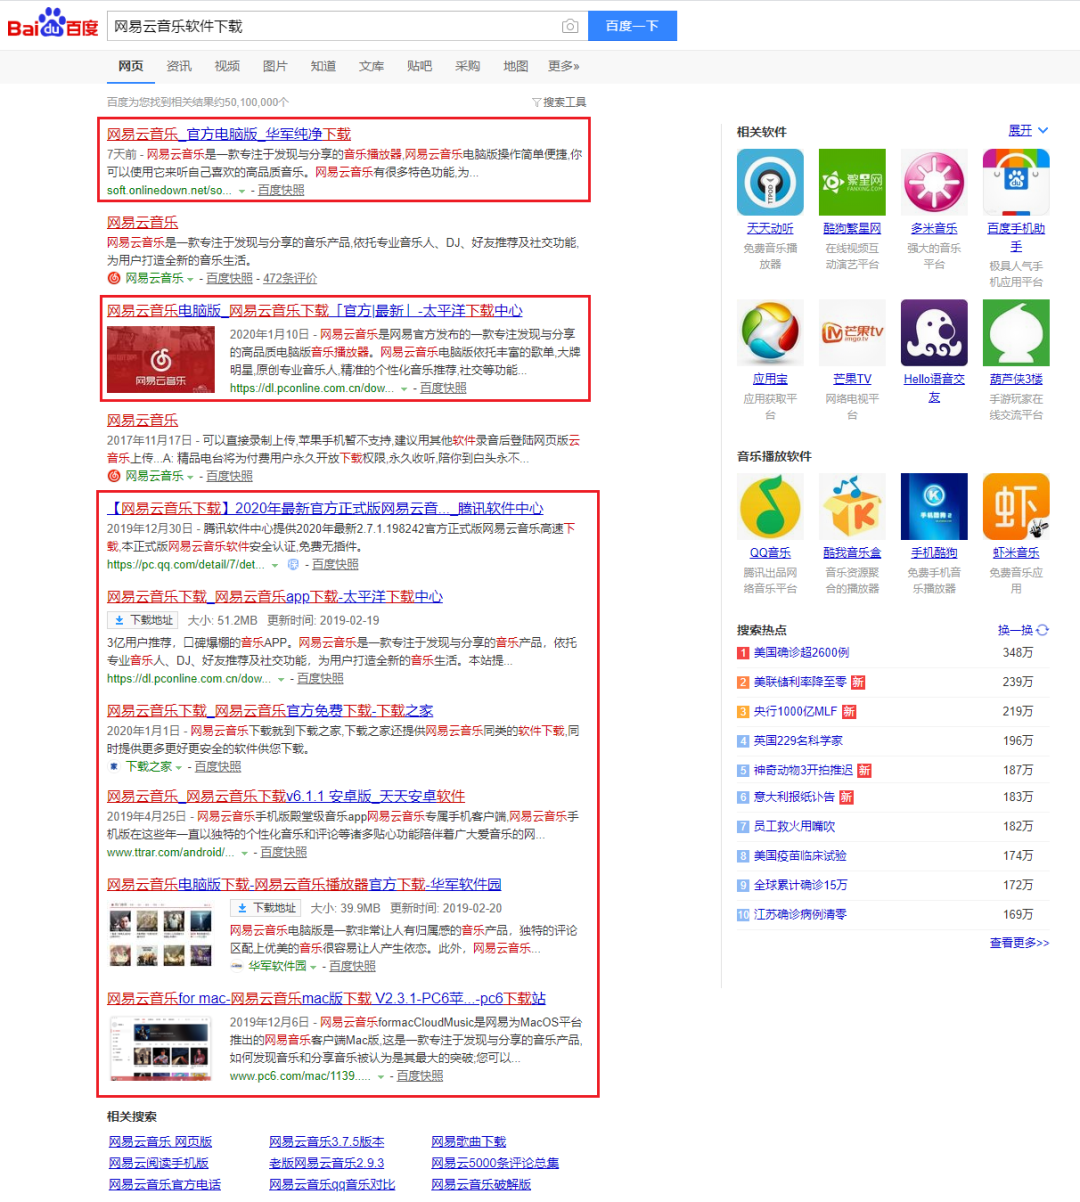 Bai du 百度
网易云音乐软件下载
百度一下
网页 资讯 视频 图片 知道 文库 贴吧 采购 地图 更多»
百度为您找到相关结果约50,100,000个
搜索工具
网易云音乐_官方电脑版_华军纯净下载
7天前 - 网易云音乐是一款专注于发现与分享的音乐播放器,网易云音乐电脑版操作简单便捷,你
可以使用它来听自己喜欢的高品质音乐。网易云音乐有很多特色功能,为...
soft.onlinedown.net/so... - 百度快照
网易云音乐
网易云音乐是一款专注于发现与分享的音乐产品,依托专业音乐人、DJ、好友推荐及社交功能,
为用户打造全新的音乐生活。
网易云音乐 - 百度快照 - 472条评价
网易云音乐电脑版_网易云音乐下载「官方|最新」-太平洋下载中心
网易云音乐
2020年1月10日 - 网易云音乐是网易官方发布的一款专注发现与分享
的高品质电脑版音乐播放器。网易云音乐电脑版依托丰富的歌单,大牌
明星,原创专业音乐人,精准的个性化音乐推荐,社交等功能...
https://dl.pconline.com.cn/dow... - 百度快照
网易云音乐
2017年11月17日 - 可以直接录制上传,苹果手机暂不支持,建议用其他软件录音后登陆网页版云
音乐上传...A: 精品电台将为付费用户永久开放下载权限,永久收听,陪你到白头永不...
网易云音乐 - 百度快照
【网易云音乐下载】2020年最新官方正式版网易云音..._腾讯软件中心
2019年12月30日 - 腾讯软件中心提供2020年最新2.7.1.198242官方正式版网易云音乐高速下
载,本正式版网易云音乐软件安全认证,免费无插件。
https://pc.qq.com/detail/7/det... - 百度快照
网易云音乐下载_网易云音乐app下载-太平洋下载中心
下载地址 大小: 51.2MB 更新时间: 2019-02-19
3亿用户推荐，口碑爆棚的音乐APP。网易云音乐是一款专注于发现与分享的音乐产品，依托
专业音乐人、DJ、好友推荐及社交功能，为用户打造全新的音乐生活。本站提...
https://dl.pconline.com.cn/dow... - 百度快照
网易云音乐下载_网易云音乐官方免费下载-下载之家
2020年1月1日 - 网易云音乐下载就到下载之家,下载之家还提供网易云音乐同类的软件下载,同
时提供更多更好更安全的软件供您下载。
下载之家 - 百度快照
网易云音乐_网易云音乐下载v6.1.1 安卓版_天天安卓软件
2019年4月25日 - 网易云音乐手机版殿堂级音乐app网易云音乐专属手机客户端,网易云音乐手
机版在这些年一直以独特的个性化音乐和评论等诸多贴心功能陪伴着广大爱音乐的网...
www.ttrar.com/android/... - 百度快照
网易云音乐电脑版下载-网易云音乐播放器官方下载-华军软件园
下载地址 大小: 39.9MB 更新时间: 2019-02-20
网易云音乐电脑版是一款非常让人有归属感的音乐产品，独特的评论
区配上优美的音乐很容易让人产生依恋。此外，网易云音乐...
华军软件园 - 百度快照
网易云音乐for mac-网易云音乐mac版下载 V2.3.1-PC6苹...-pc6下载站
2019年12月6日 - 网易云音乐formacCloudMusic是网易为MacOS平台
推出的网易音乐客户端Mac版,这是一款专注于发现与分享的音乐产品,
如何发现音乐和分享音乐被认为是其最大的突破;您可以...
www.pc6.com/mac/1139..... - 百度快照
相关搜索
网易云音乐 网页版 网易云音乐3.7.5版本 网易歌曲下载
网易云阅读手机版 老版网易云音乐2.9.3 网易云5000条评论总集
网易云音乐官方电话 网易云音乐qq音乐对比 网易云音乐破解版
相关软件 展开
TTPOD 繁星网 FANXING.COM du
天天动听 酷狗繁星网 多米音乐 百度手机助
手
免费音乐播 在线视频互 强大的音乐 极具人气手
放器 动演艺平台 平台 机应用平台
芒果tv imgo tv
应用宝 芒果TV Hello语音交 葫芦侠3楼
友
应用获取平 网络电视平 手游玩家在
台 台 线交流平台
音乐播放软件
K K 手机酷狗 虾
QQ音乐 酷我音乐盒 手机酷狗 虾米音乐
腾讯出品网 音乐资源聚 免费手机音 免费音乐应
络音乐平台 合的播放器 乐播放器 用
搜索热点 换一换
1 美国确诊超2600例 348万
2 美联储利率降至零 新 239万
3 央行1000亿MLF 新 219万
4 英国229名科学家 196万
5 神奇动物3开拍推迟 新 187万
6 意大利报纸讣告 新 183万
7 员工救火用嘴吹 182万
8 美国疫苗临床试验 174万
9 全球累计确诊15万 172万
10 江苏确诊病例清零 169万
查看更多>>